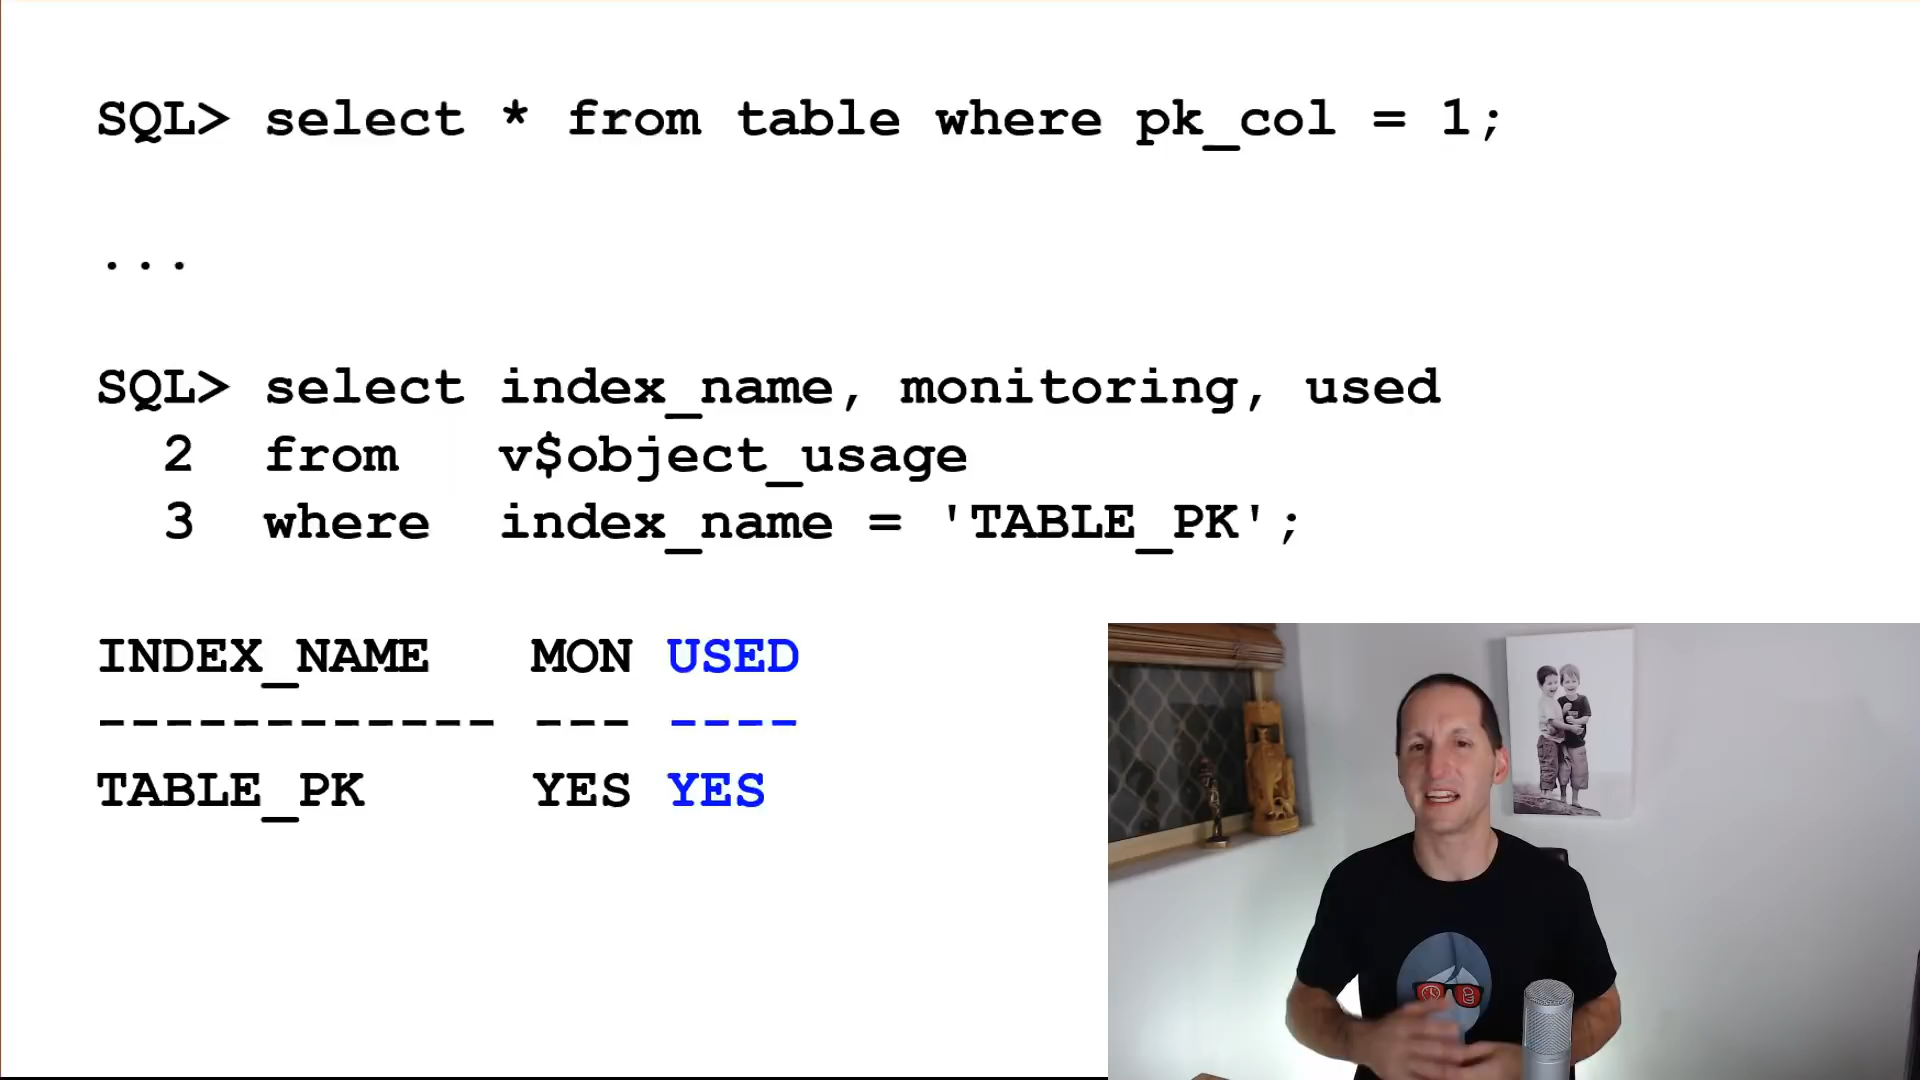 SQL> select * from table where pk_col = 1;
...
SQL> select index_name, monitoring, used
2 from v$object_usage
3 where index_name = 'TABLE_PK';
INDEX_NAME MON USED
------------ --- ----
TABLE_PK YES YES